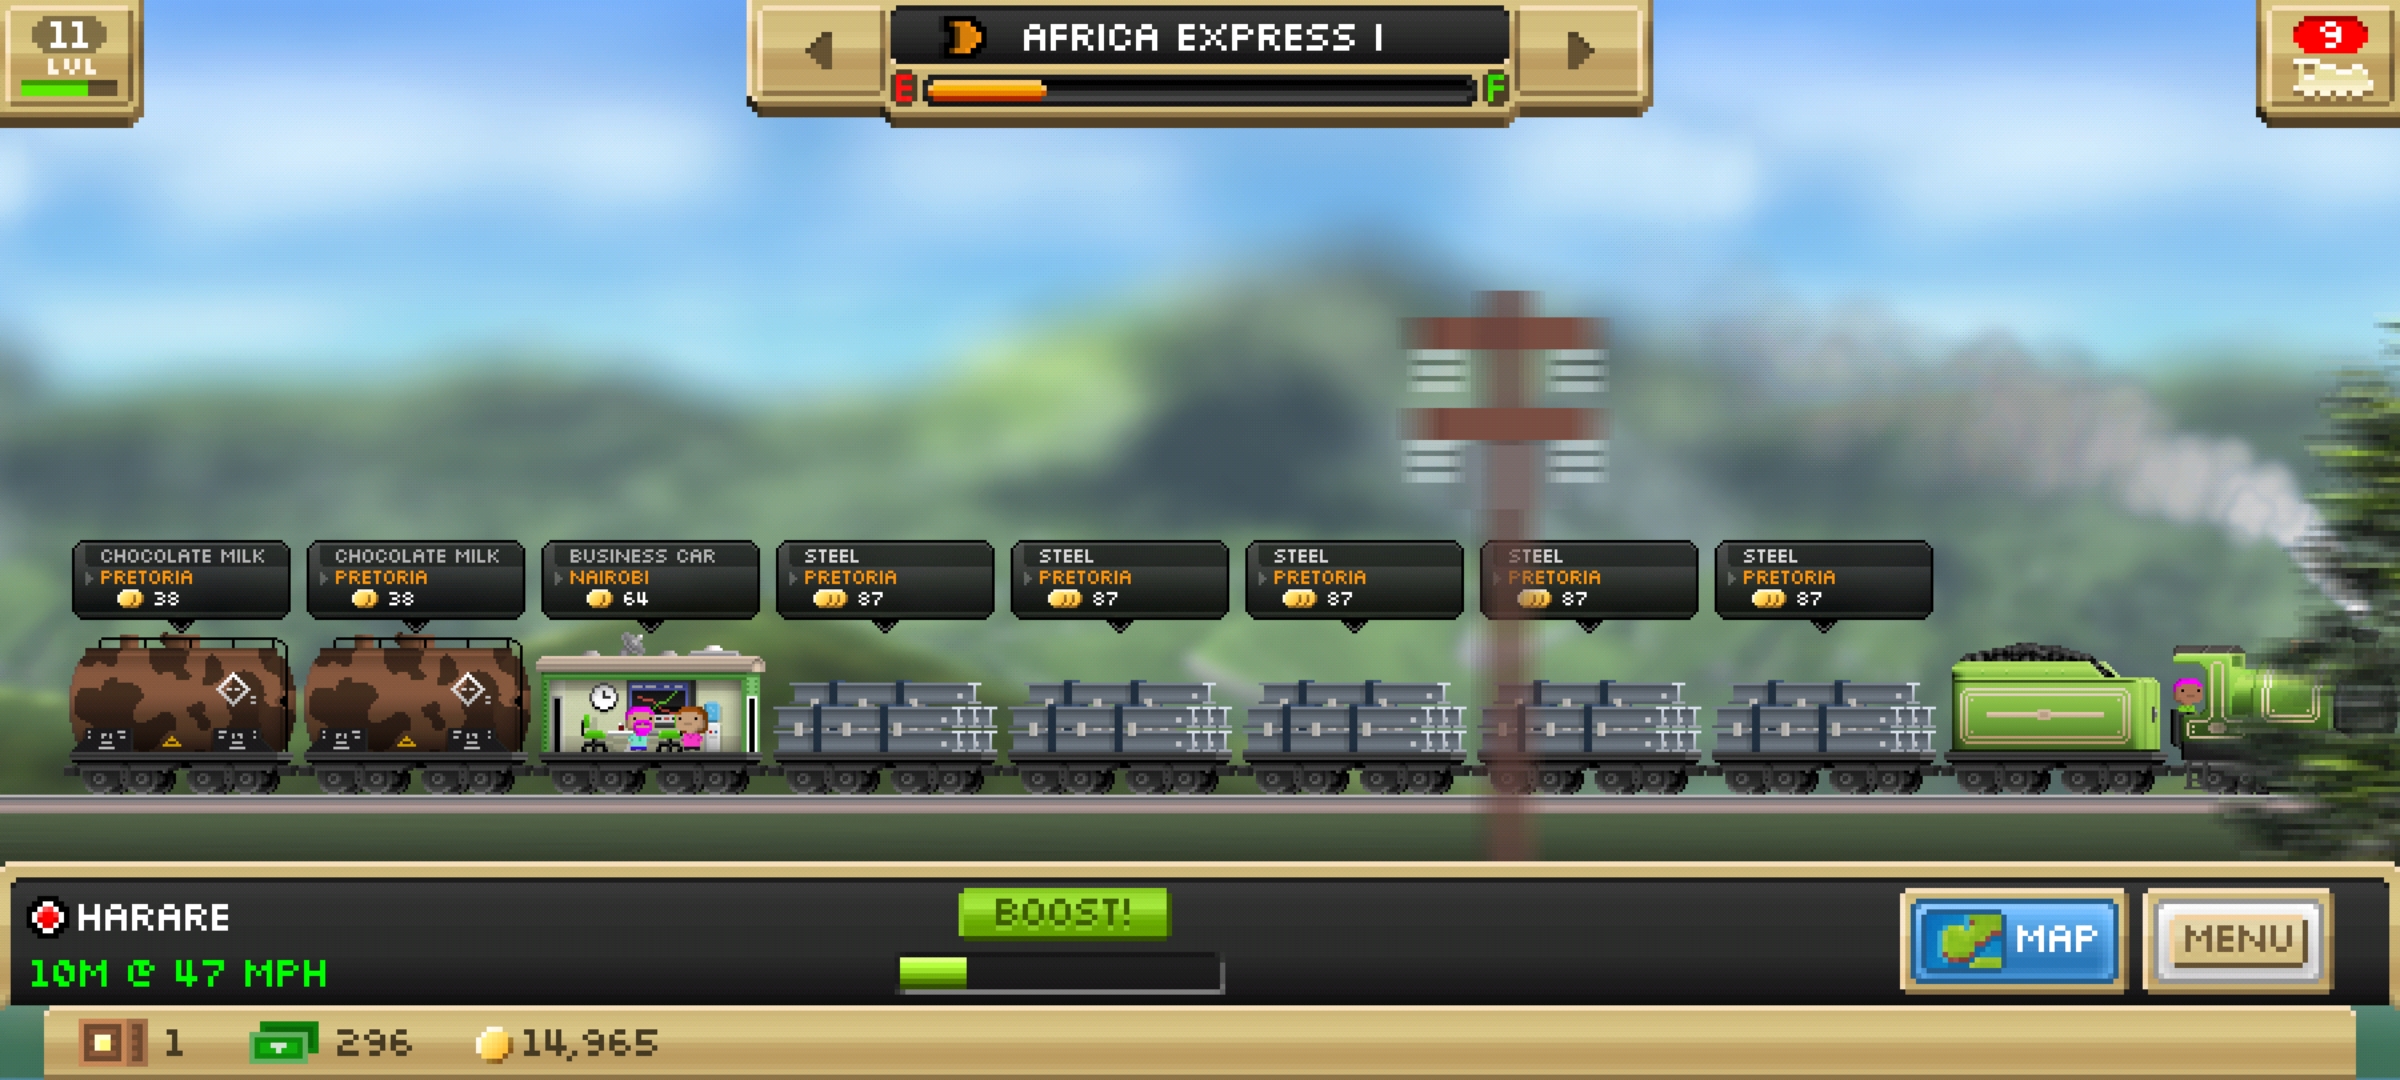 11
LVL
AFRICA EXPRESS I
E
F
9
CHOCOLATE MILK
PRETORIA
38
CHOCOLATE MILK
PRETORIA
38
BUSINESS CAR
NAIROBI
64
STEEL
PRETORIA
87
STEEL
PRETORIA
87
STEEL
PRETORIA
87
STEEL
PRETORIA
87
STEEL
PRETORIA
87
HARARE
10M @ 47 MPH
BOOST!
MAP
MENU
1
296
14,965